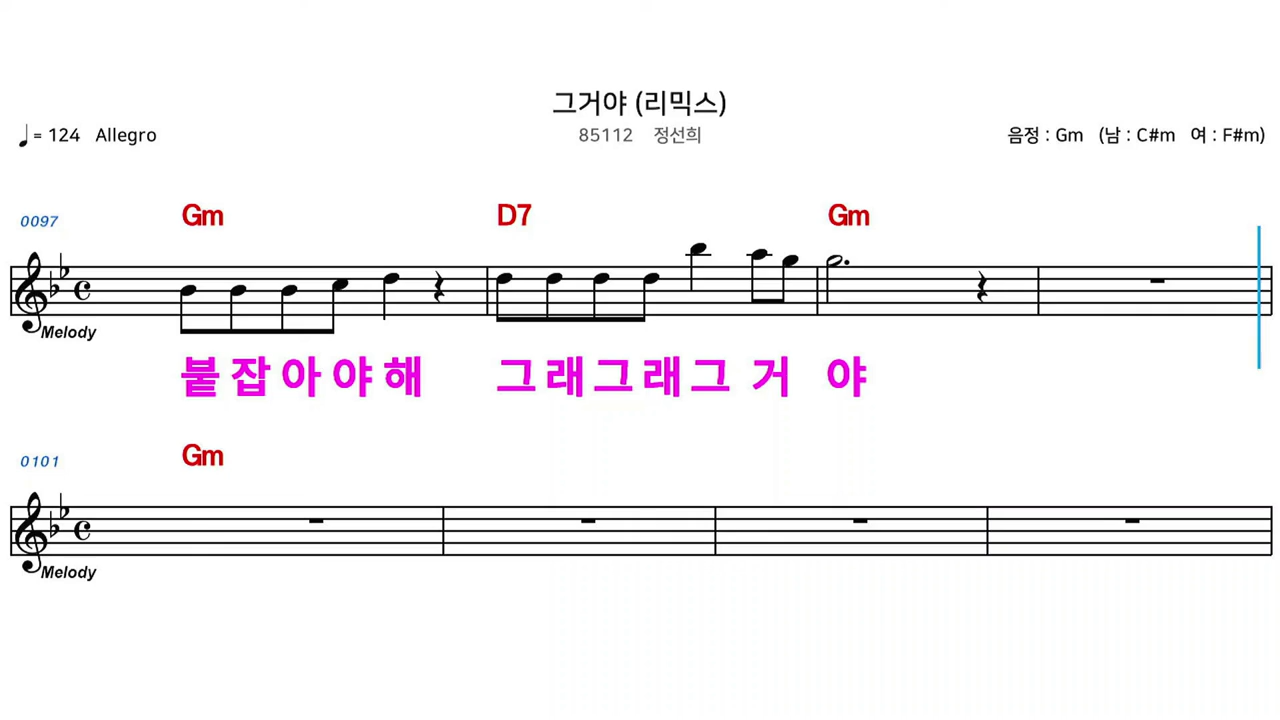 그거야 (리믹스)
♩= 124 Allegro 85112 정선희 음정 : Gm (남 : C#m 여 : F#m)
0097 Gm D7 Gm
Melody
붙잡아야해 그래그래그 거 야
0101 Gm
Melody